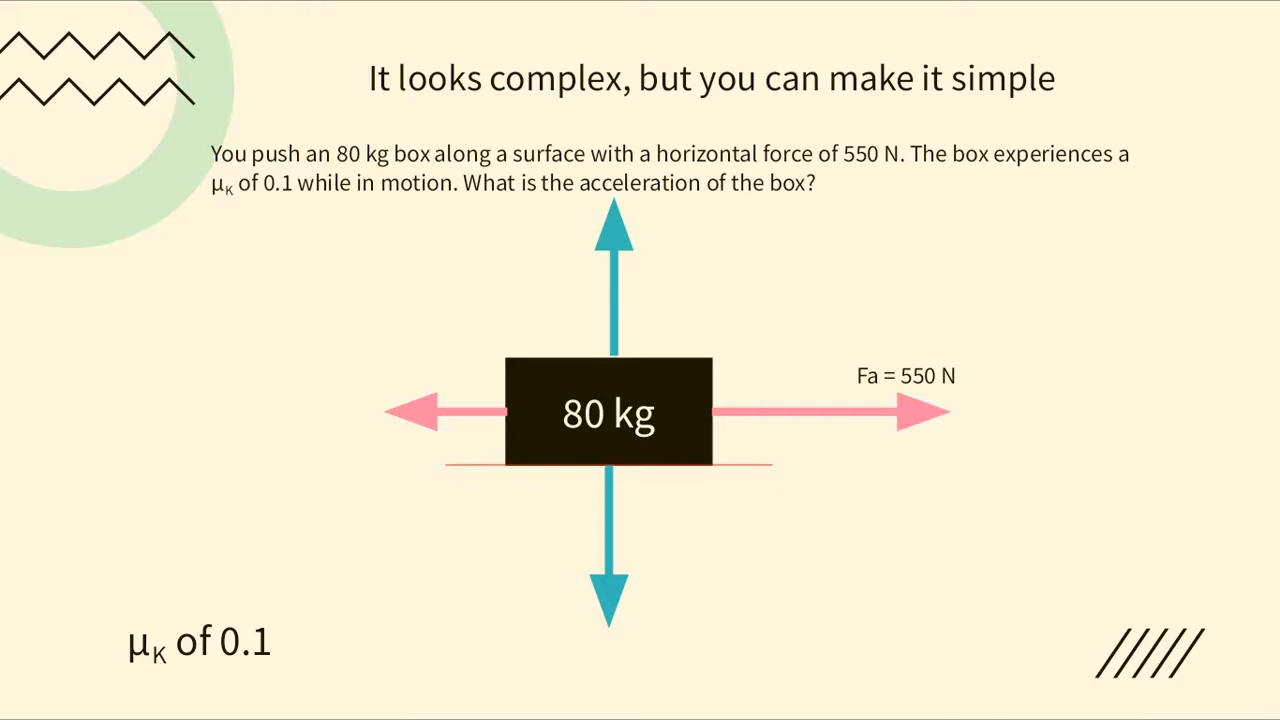 It looks complex, but you can make it simple
You push an 80 kg box along a surface with a horizontal force of 550 N. The box experiences a
μK of 0.1 while in motion. What is the acceleration of the box?
Fa = 550 N
80 kg
μK of 0.1